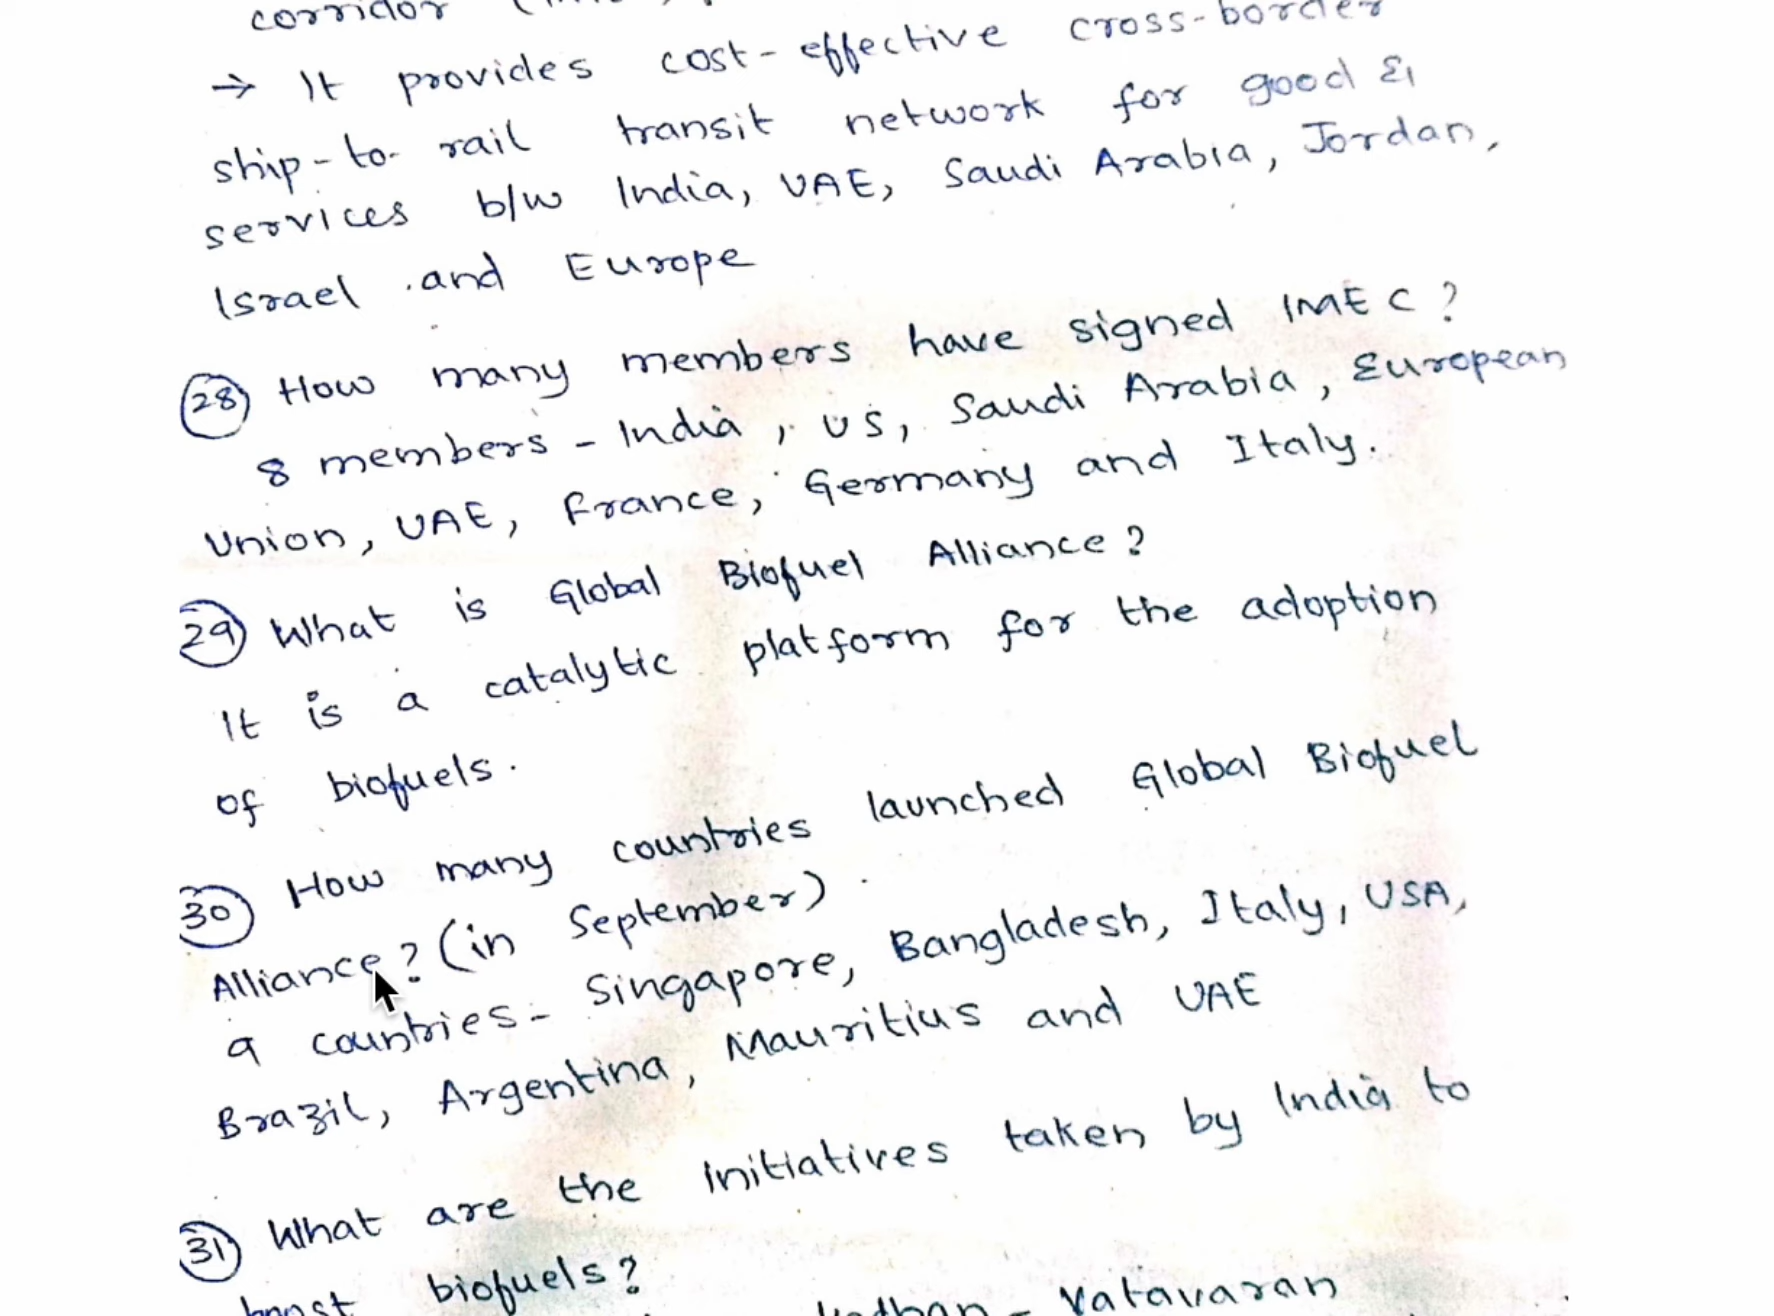 corridor
→ It provides cost-effective cross-border
ship-to-rail transit network for good &
services b/w India, UAE, Saudi Arabia, Jordan,
Israel and Europe
28 How many members have signed IMEC?
8 members - India, US, Saudi Arabia, European
Union, UAE, France, Germany and Italy.
29 What is Global Biofuel Alliance?
It is a catalytic platform for the adoption
of biofuels.
30 How many countries launched Global Biofuel
Alliance? (in September)
9 countries - Singapore, Bangladesh, Italy, USA,
Brazil, Argentina, Mauritius and UAE
31 What are the initiatives taken by India to
boost biofuels?
- Vatavaran